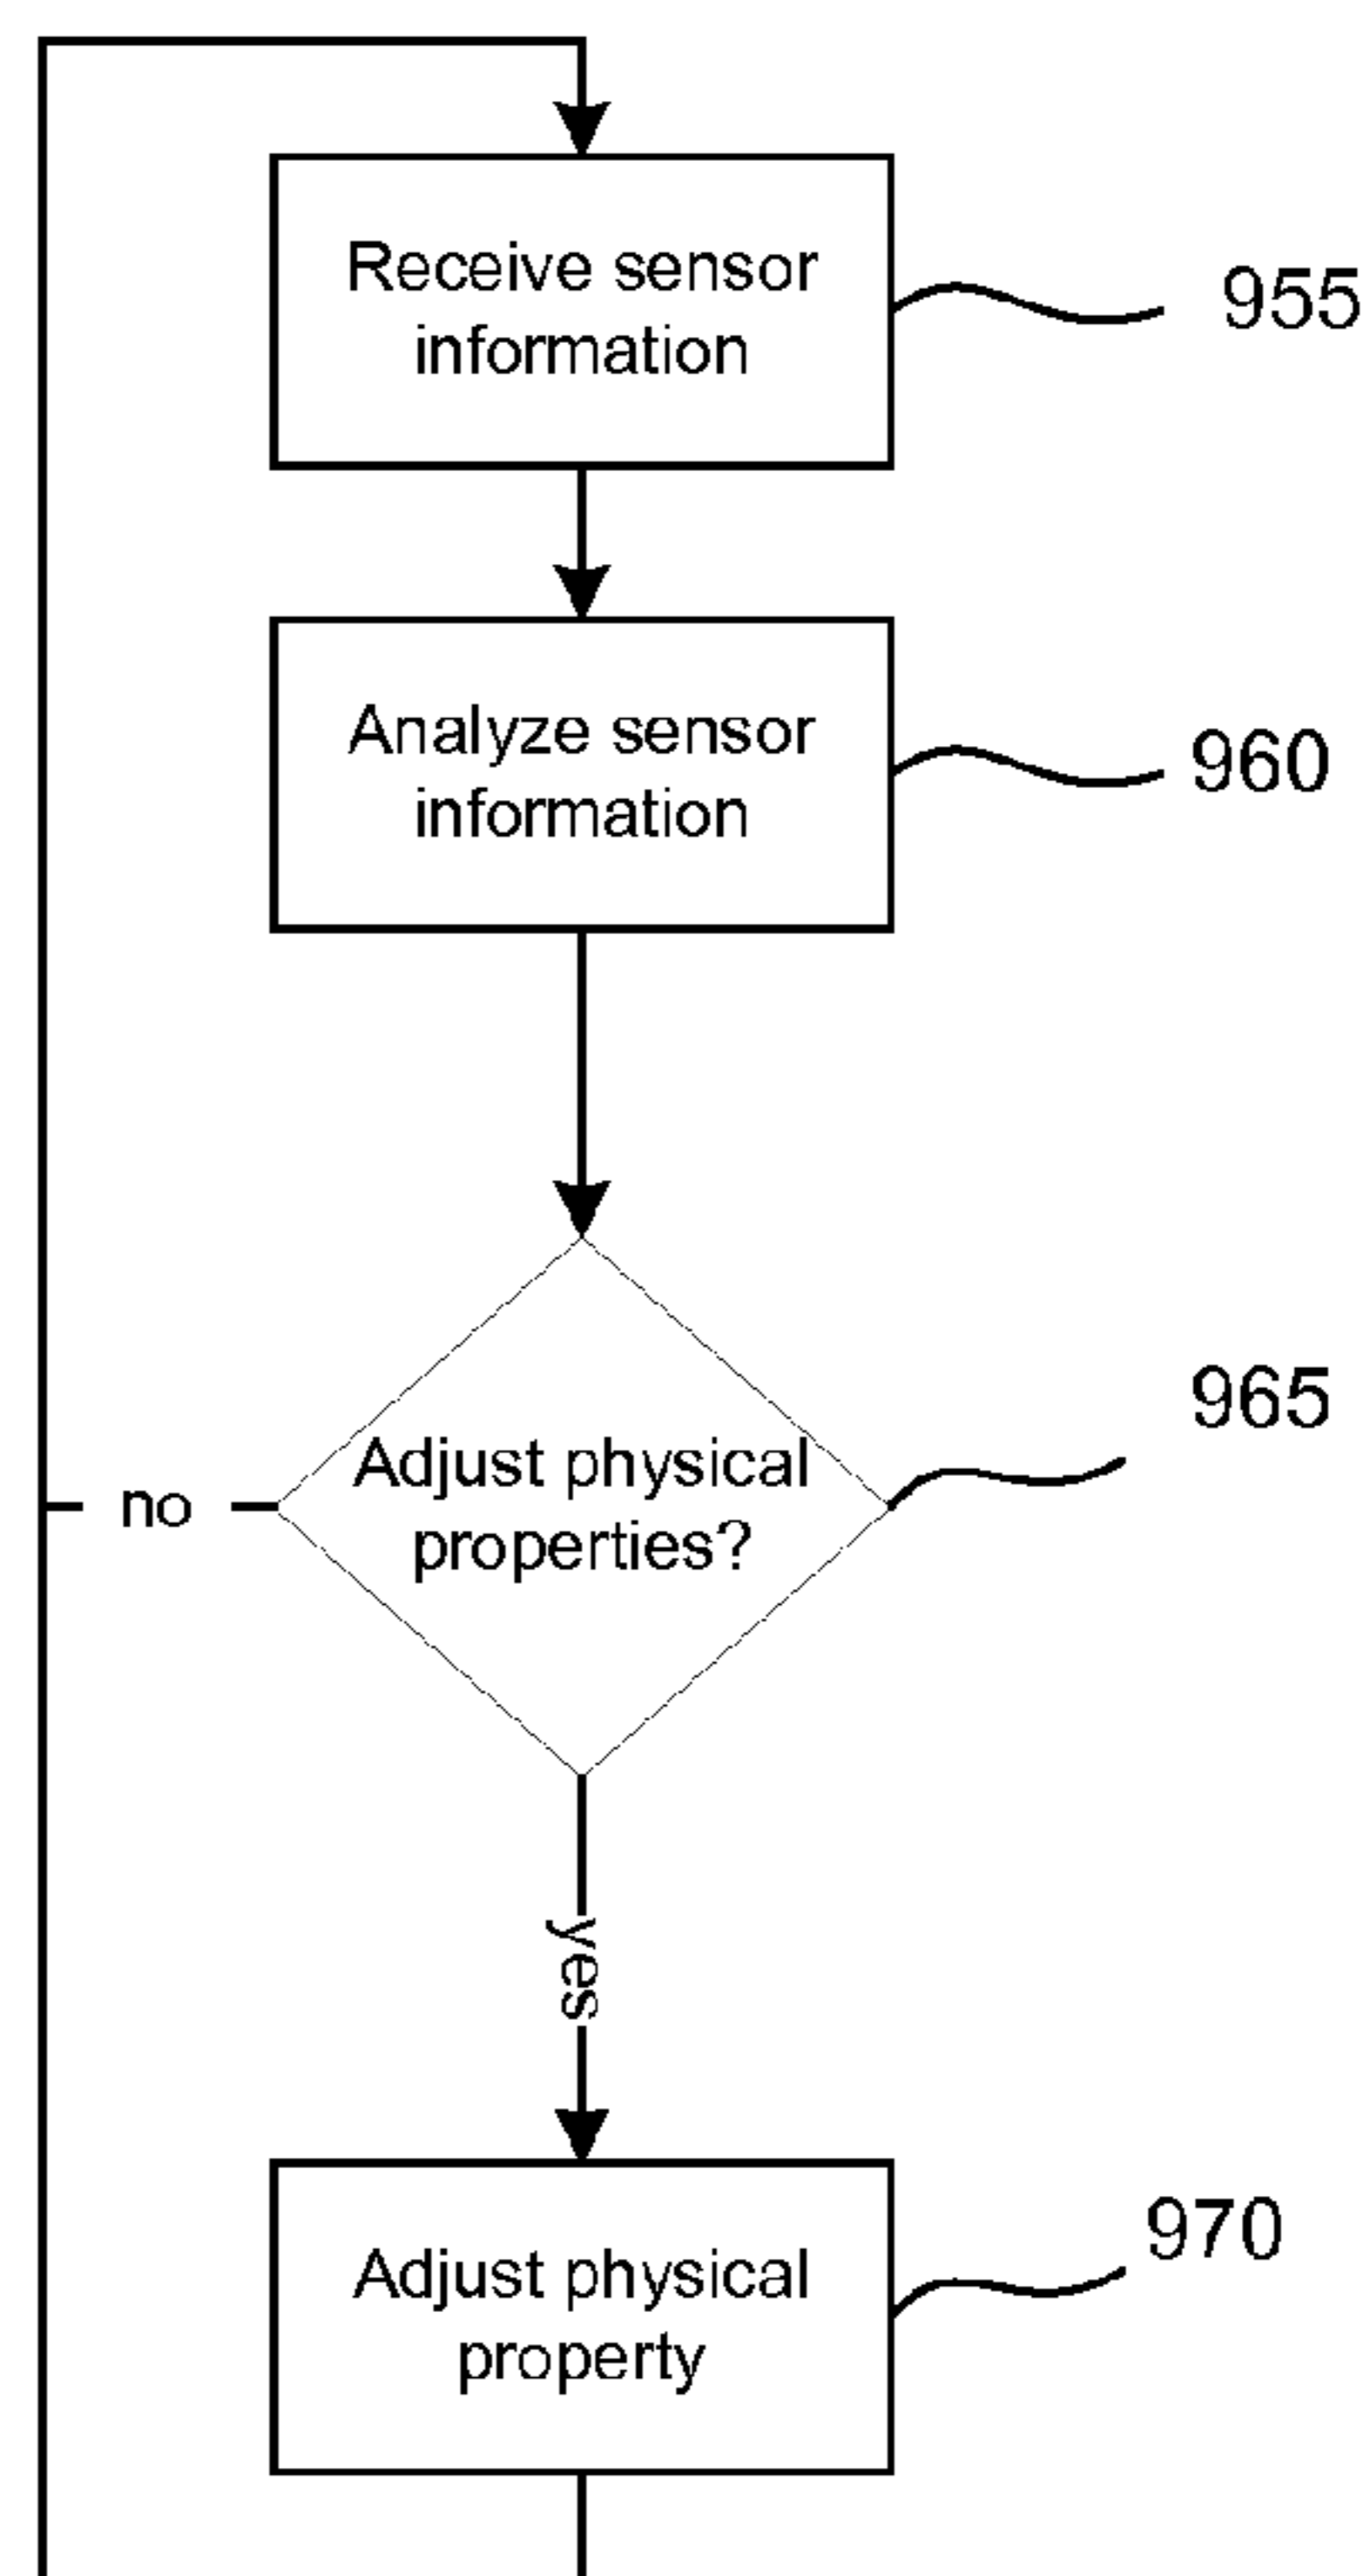 Receive sensor
information
955
Analyze sensor
information
960
Adjust physical
properties?
965
no
yes
Adjust physical
property
970